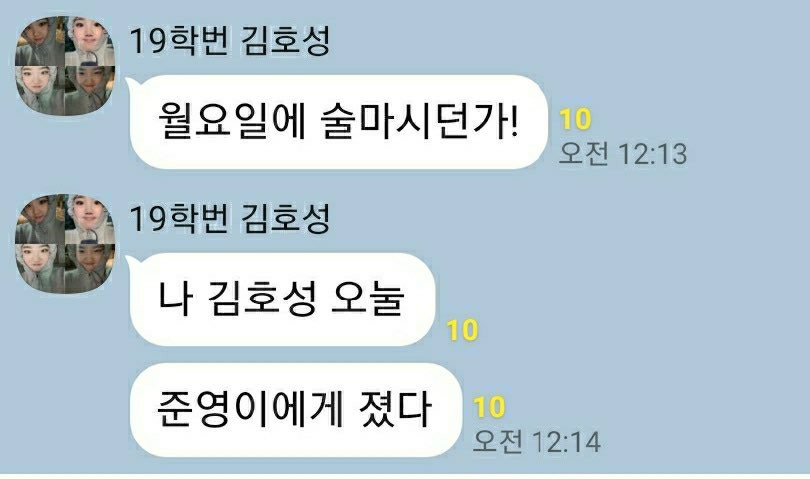 19학번 김호성
월요일에 술마시던가!
10
오전 12:13
19학번 김호성
나 김호성 오눌
10
준영이에게 졌다
10
오전 12:14